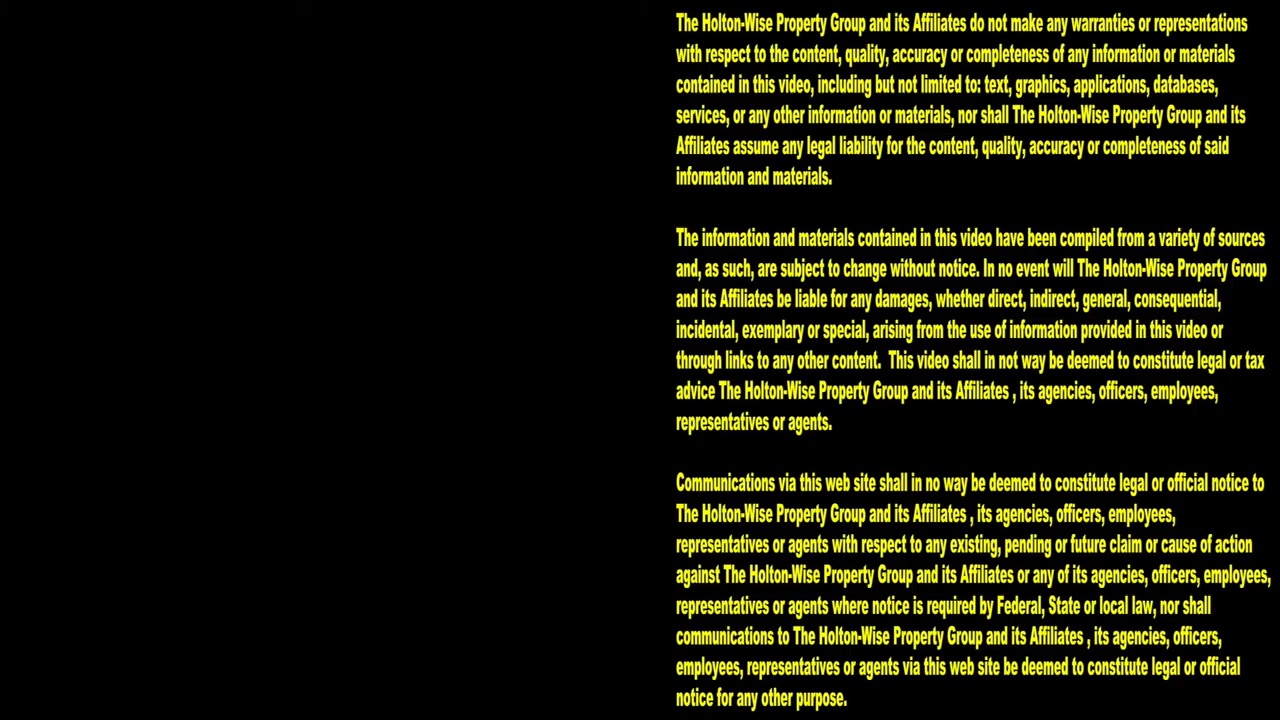 The Holton-Wise Property Group and its Affiliates do not make any warranties or representations
with respect to the content, quality, accuracy or completeness of any information or materials
contained in this video, including but not limited to: text, graphics, applications, databases,
services, or any other information or materials, nor shall The Holton-Wise Property Group and its
Affiliates assume any legal liability for the content, quality, accuracy or completeness of said
information and materials.
The information and materials contained in this video have been compiled from a variety of sources
and, as such, are subject to change without notice. In no event will The Holton-Wise Property Group
and its Affiliates be liable for any damages, whether direct, indirect, general, consequential,
incidental, exemplary or special, arising from the use of information provided in this video or
through links to any other content.  This video shall in not way be deemed to constitute legal or tax
advice The Holton-Wise Property Group and its Affiliates , its agencies, officers, employees,
representatives or agents.
Communications via this web site shall in no way be deemed to constitute legal or official notice to
The Holton-Wise Property Group and its Affiliates , its agencies, officers, employees,
representatives or agents with respect to any existing, pending or future claim or cause of action
against The Holton-Wise Property Group and its Affiliates or any of its agencies, officers, employees,
representatives or agents where notice is required by Federal, State or local law, nor shall
communications to The Holton-Wise Property Group and its Affiliates , its agencies, officers,
employees, representatives or agents via this web site be deemed to constitute legal or official
notice for any other purpose.